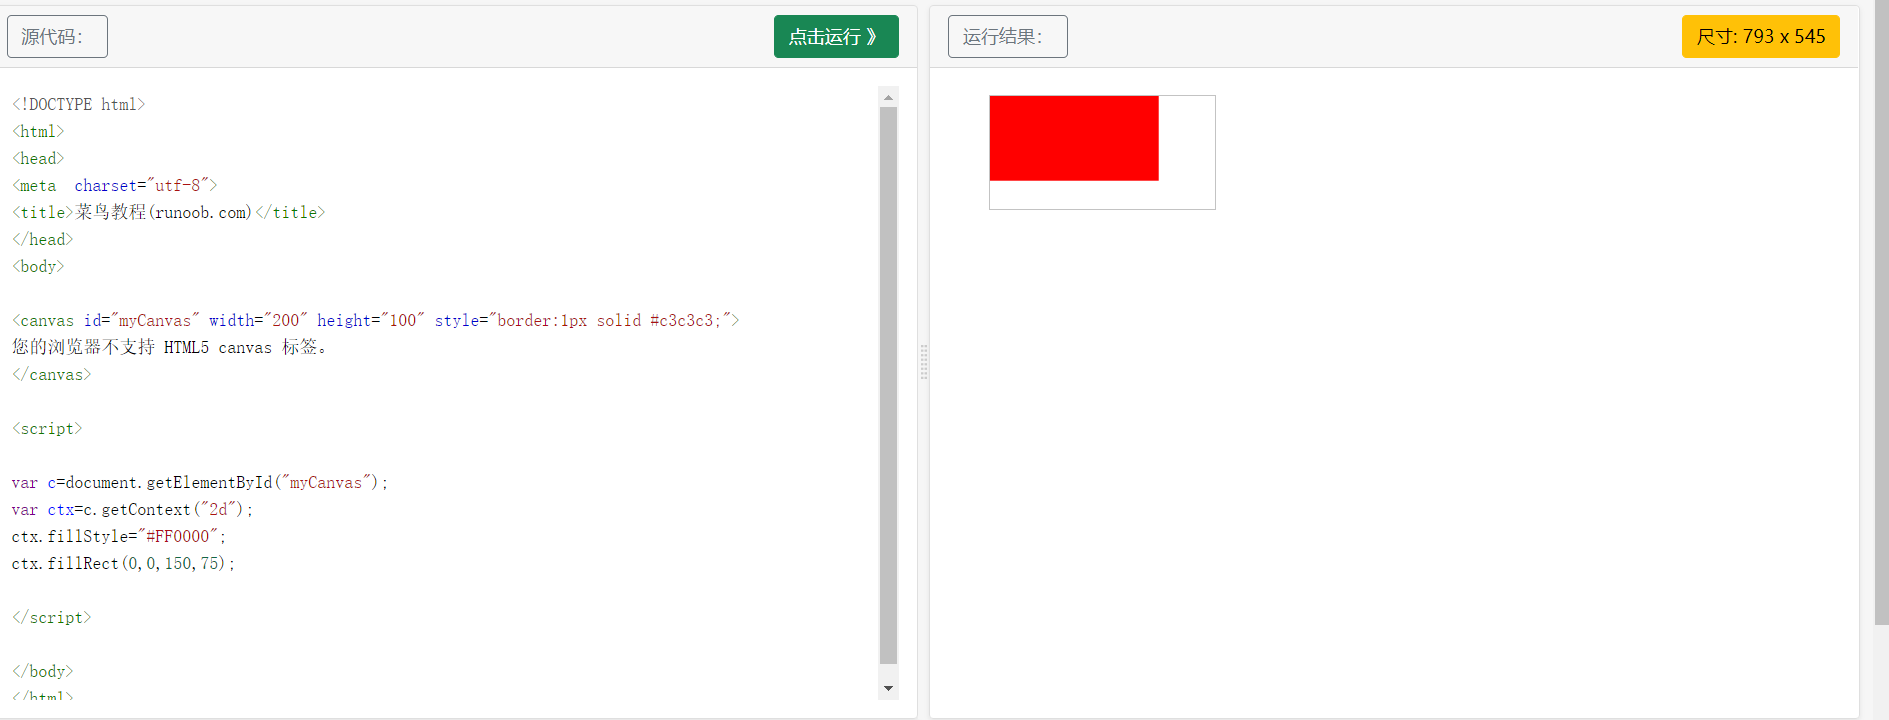 源代码：
点击运行 》
运行结果：
尺寸: 793 x 545
<!DOCTYPE html>
<html>
<head>
<meta  charset="utf-8">
<title>菜鸟教程(runoob.com)</title>
</head>
<body>
<canvas id="myCanvas" width="200" height="100" style="border:1px solid #c3c3c3;">
您的浏览器不支持 HTML5 canvas 标签。
</canvas>
<script>
var c=document.getElementById("myCanvas");
var ctx=c.getContext("2d");
ctx.fillStyle="#FF0000";
ctx.fillRect(0,0,150,75);
</script>
</body>
</html>